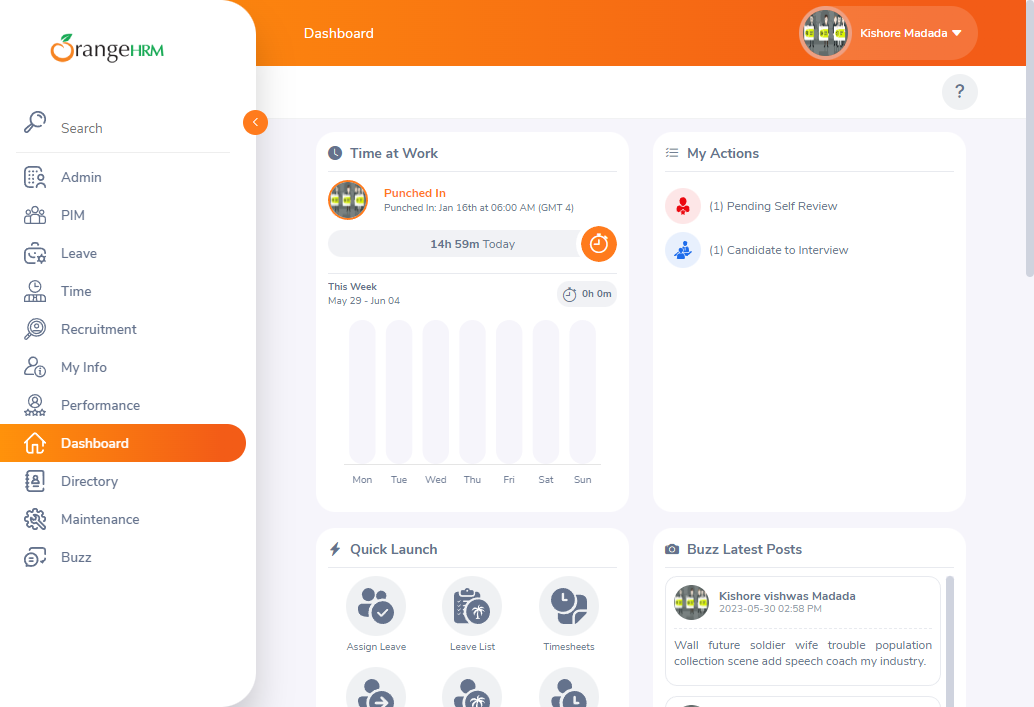 OrangeHRM
Dashboard
Kishore Madada
?
Search
Admin
PIM
Leave
Time
Recruitment
My Info
Performance
Dashboard
Directory
Maintenance
Buzz
Time at Work
Punched In
Punched In: Jan 16th at 06:00 AM (GMT 4)
14h 59m Today
This Week
May 29 - Jun 04
0h 0m
Mon Tue Wed Thu Fri Sat Sun
My Actions
(1) Pending Self Review
(1) Candidate to Interview
Quick Launch
Assign Leave Leave List Timesheets
Buzz Latest Posts
Kishore vishwas Madada
2023-05-30 02:58 PM
Wall future soldier wife trouble population
collection scene add speech coach my industry.